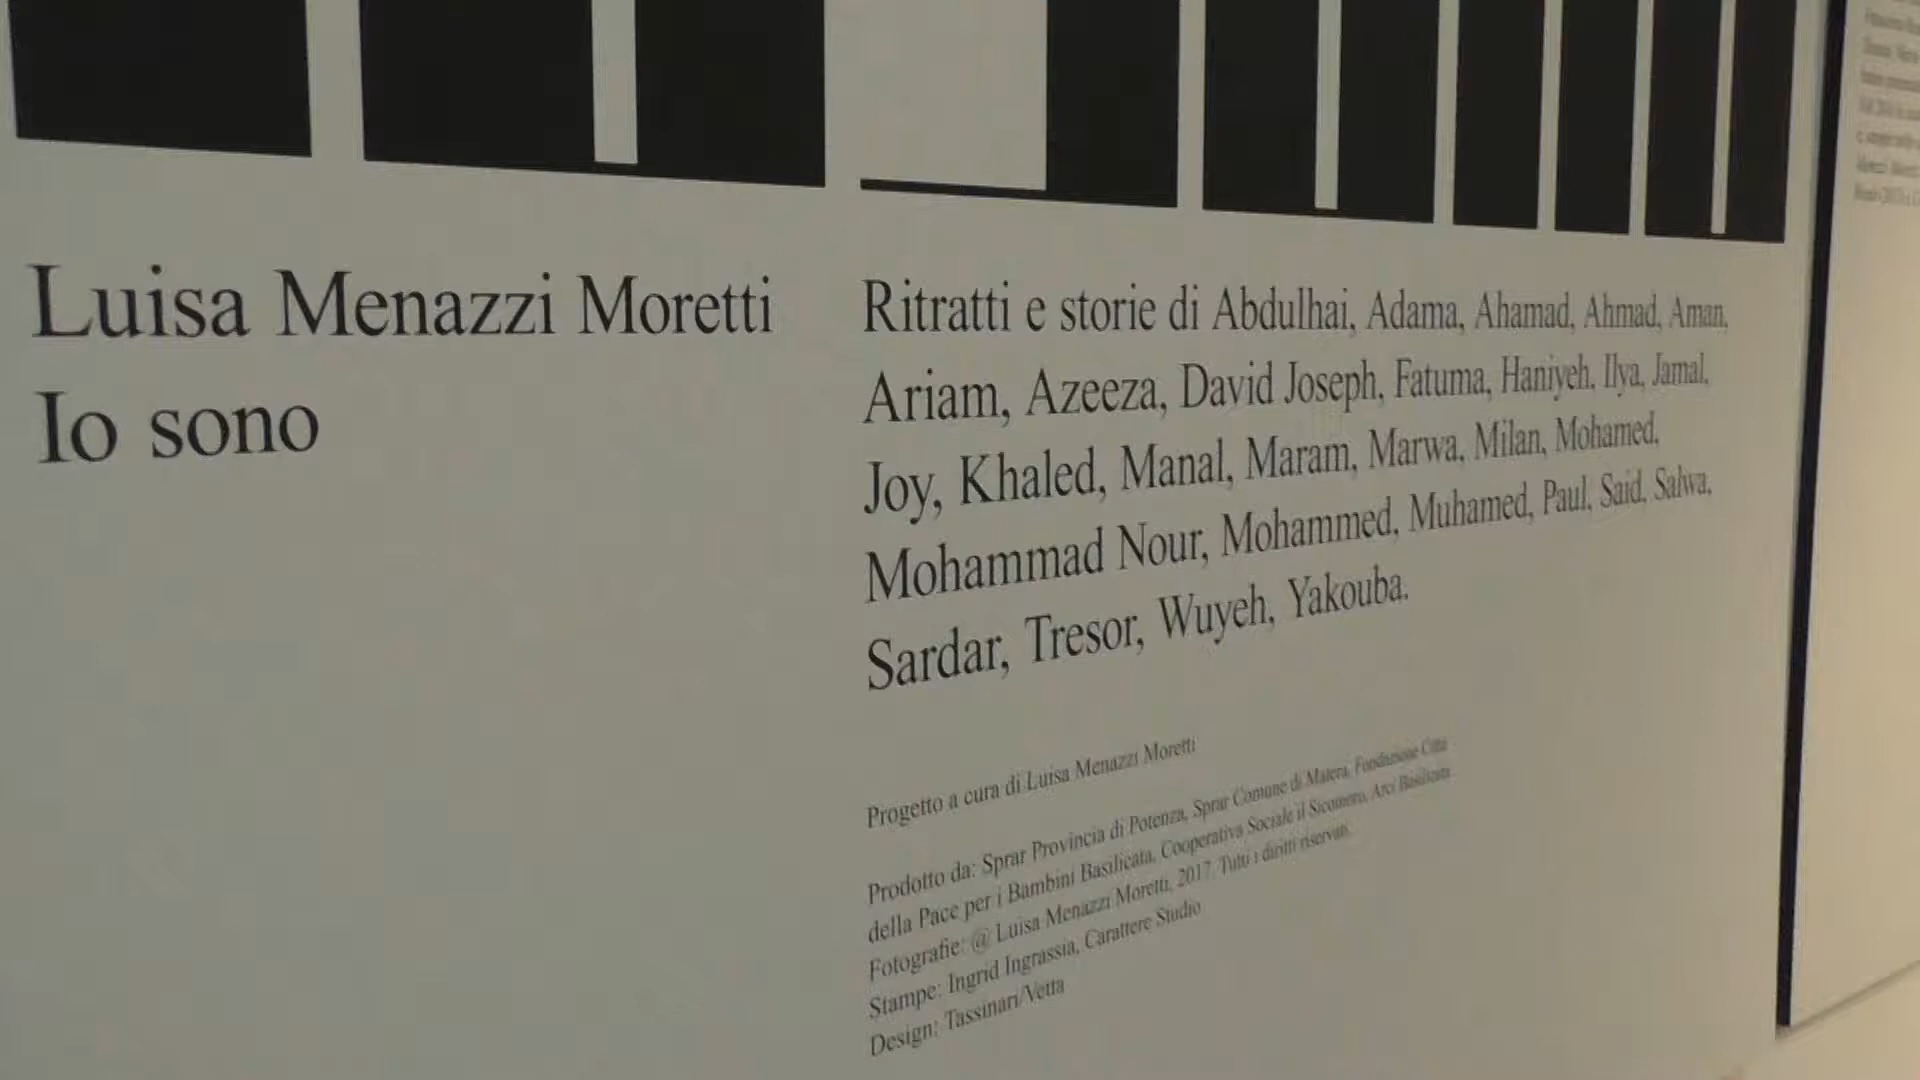 Luisa Menazzi Moretti
Io sono
Ritratti e storie di Abdulhai, Adama, Ahamad, Ahmad, Aman,
Ariam, Azeeza, David Joseph, Fatuma, Haniyeh, Ilya, Jamal,
Joy, Khaled, Manal, Maram, Marwa, Milan, Mohamed,
Mohammad Nour, Mohammed, Muhamed, Paul, Said, Salwa,
Sardar, Tresor, Wuyeh, Yakouba.
Progetto a cura di Luisa Menazzi Moretti
Prodotto da: Sprar Provincia di Potenza, Sprar Comune di Matera, Fondazione Città
della Pace per i Bambini Basilicata, Cooperativa Sociale il Sicomoro, Arci Basilicata
Fotografie: @ Luisa Menazzi Moretti, 2017. Tutti i diritti riservati.
Stampe: Ingrid Ingrassia, Carattere Studio
Design: Tassinari/Vetta